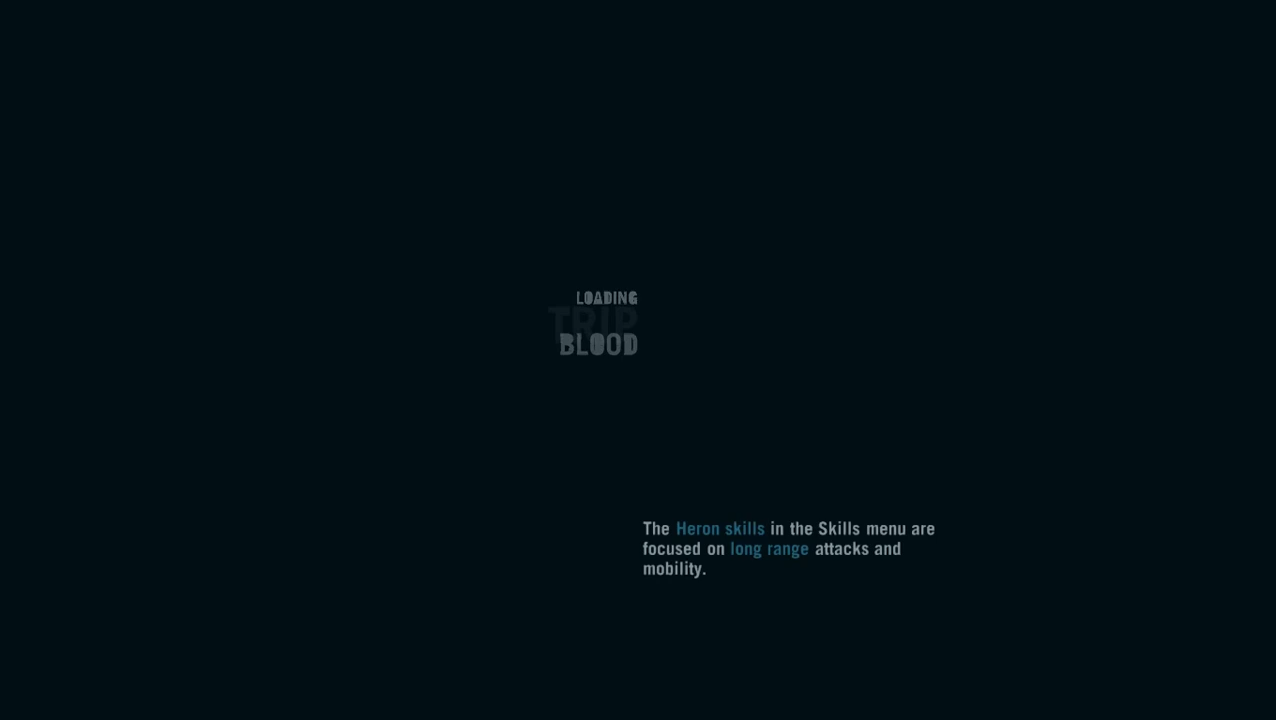 LOADING
TRIP
BLOOD
The Heron skills in the Skills menu are
focused on long range attacks and
mobility.